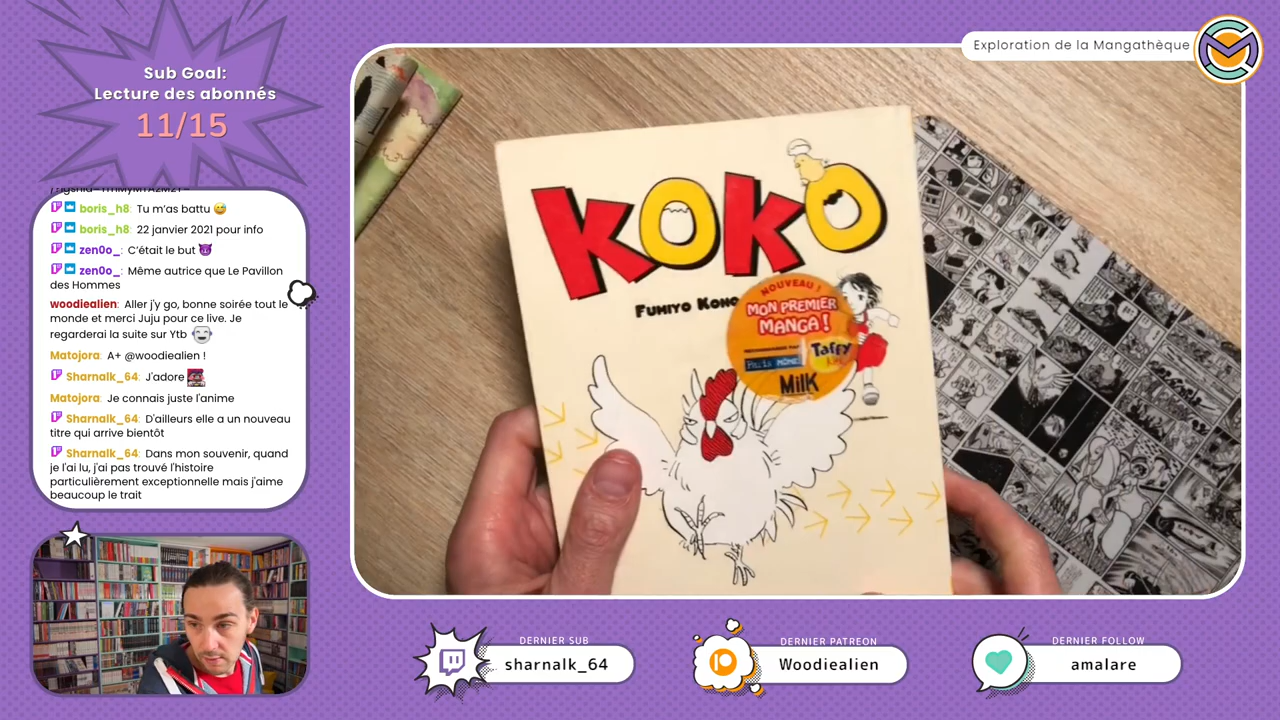 Sub Goal:
Lecture des abonnés
11/15
boris_h8: Tu m'as battu
boris_h8: 22 janvier 2021 pour info
zen0o_: C'était le but
zen0o_: Même autrice que Le Pavillon
des Hommes
woodiealien: Aller j'y go, bonne soirée tout le
monde et merci Juju pour ce live. Je
regarderai la suite sur Ytb
Matojora: A+ @woodiealien !
Sharnalk_64: J'adore
Matojora: Je connais juste l'anime
Sharnalk_64: D'ailleurs elle a un nouveau
titre qui arrive bientôt
Sharnalk_64: Dans mon souvenir, quand
je l'ai lu, j'ai pas trouvé l'histoire
particulièrement exceptionnelle mais j'aime
beaucoup le trait
Exploration de la Mangathèque
KOKO
FUMIYO KONO
NOUVEAU !
MON PREMIER
MANGA !
Paris MÔMES
Taffy
MilK
DERNIER SUB
sharnalk_64
DERNIER PATREON
Woodiealien
DERNIER FOLLOW
amalare